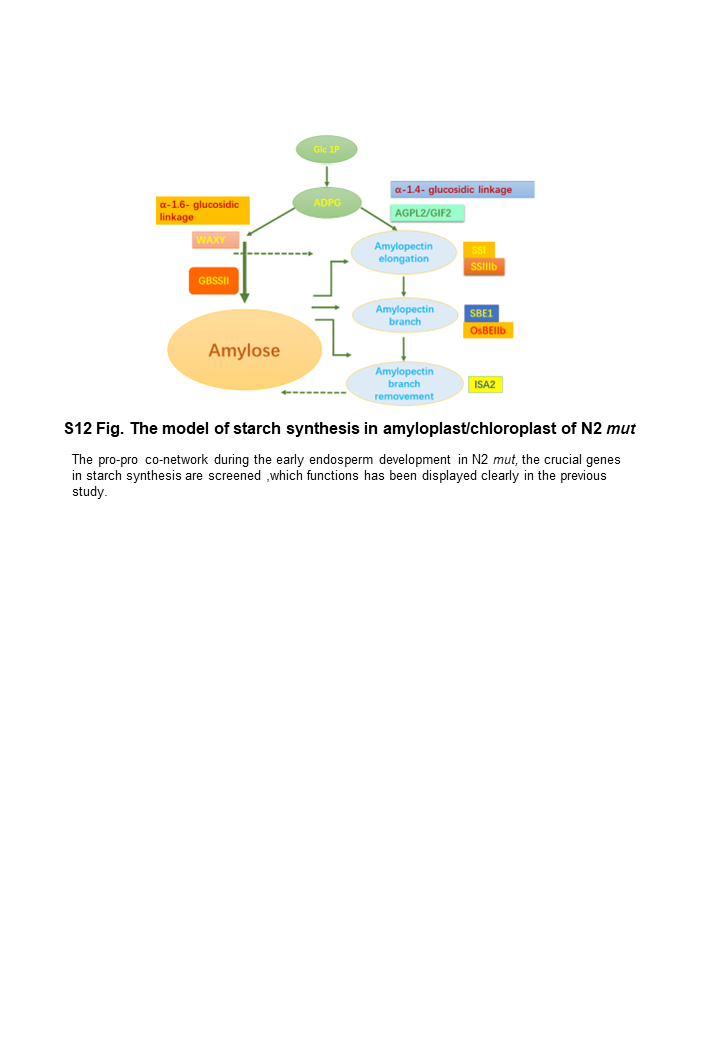 Glc 1P
ADPG
α-1.6- glucosidic
linkage
α-1.4- glucosidic linkage
AGPL2/GIF2
WAXY
GBSSII
Amylose
Amylopectin
elongation
SSI
SSIIIb
Amylopectin
branch
SBE1
OsBEIIb
Amylopectin
branch
removement
ISA2
S12 Fig. The model of starch synthesis in amyloplast/chloroplast of N2 mut
The pro-pro co-network during the early endosperm development in N2 mut, the crucial genes
in starch synthesis are screened ,which functions has been displayed clearly in the previous
study.